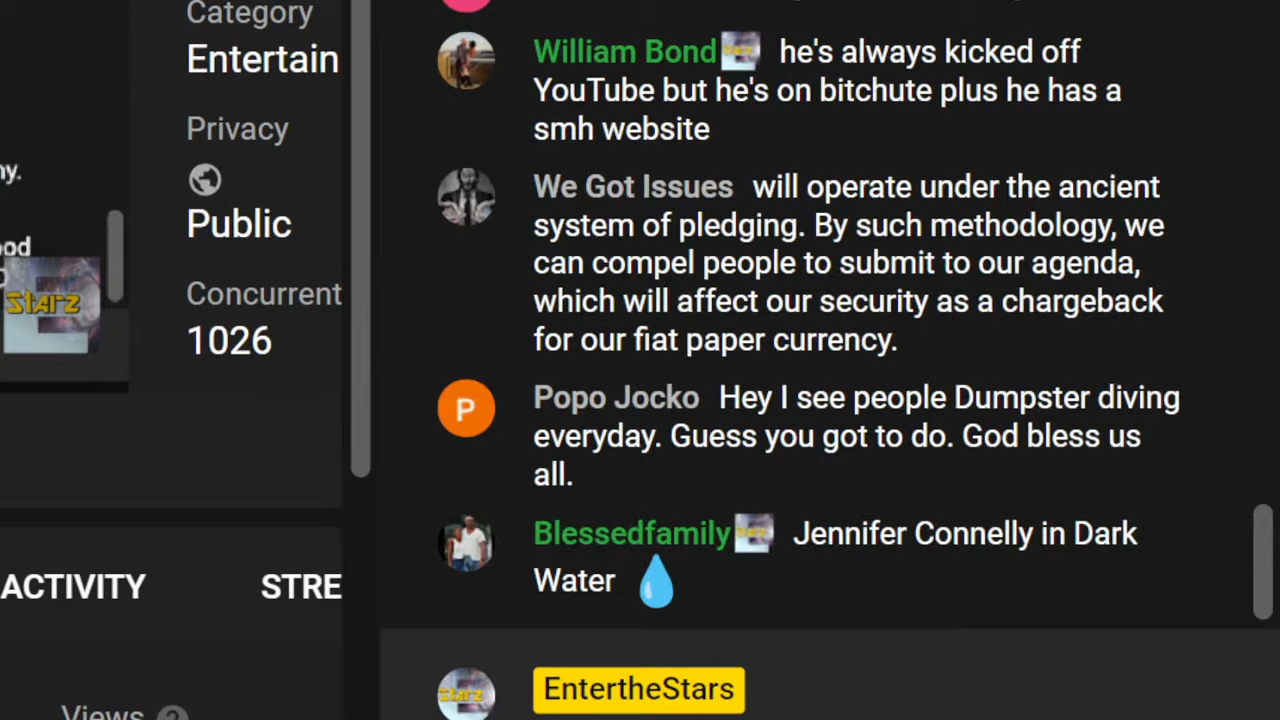 Category
Entertain
Privacy
Public
Concurrent
1026
ny.
ood
Starz
ACTIVITY
STRE
Views
William Bond he's always kicked off
YouTube but he's on bitchute plus he has a
smh website
We Got Issues will operate under the ancient
system of pledging. By such methodology, we
can compel people to submit to our agenda,
which will affect our security as a chargeback
for our fiat paper currency.
P
Popo Jocko Hey I see people Dumpster diving
everyday. Guess you got to do. God bless us
all.
Blessedfamily Jennifer Connelly in Dark
Water 💧
Starz
EntertheStars